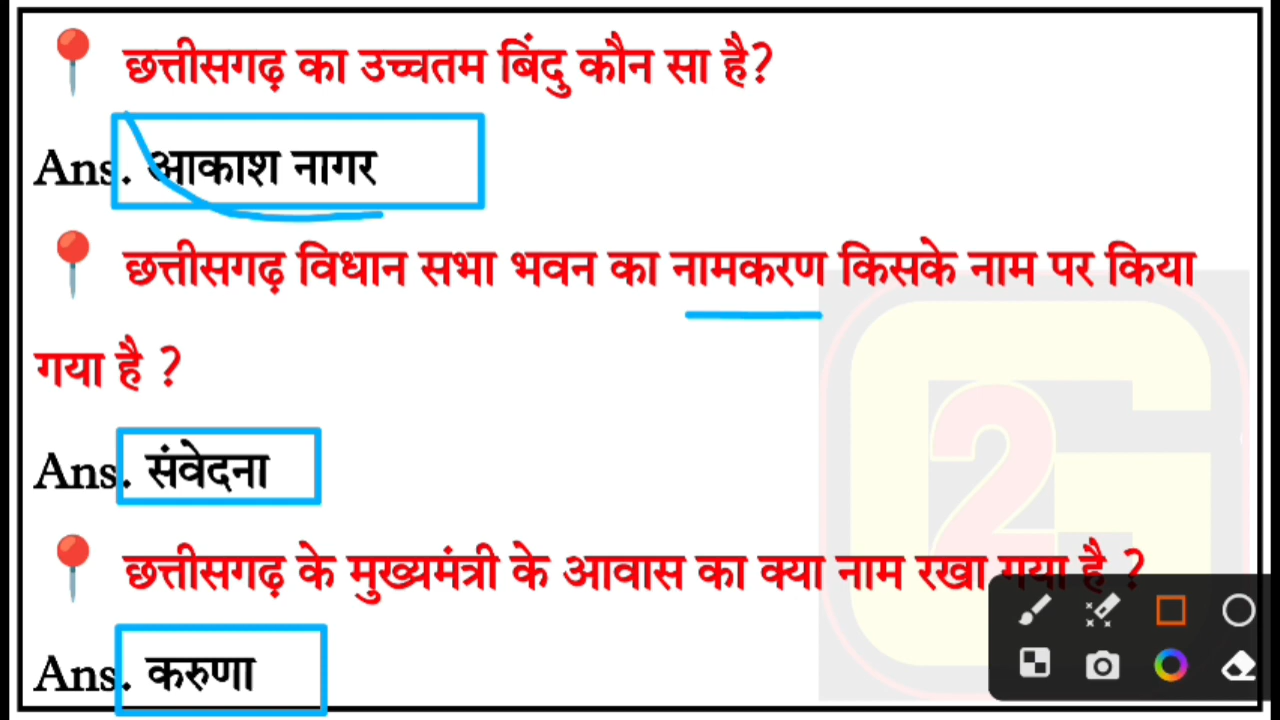 छत्तीसगढ़ का उच्चतम बिंदु कौन सा है?
Ans. आकाश नागर
छत्तीसगढ़ विधान सभा भवन का नामकरण किसके नाम पर किया
गया है ?
Ans. संवेदना
छत्तीसगढ़ के मुख्यमंत्री के आवास का क्या नाम रखा गया है ?
Ans. करुणा
2G